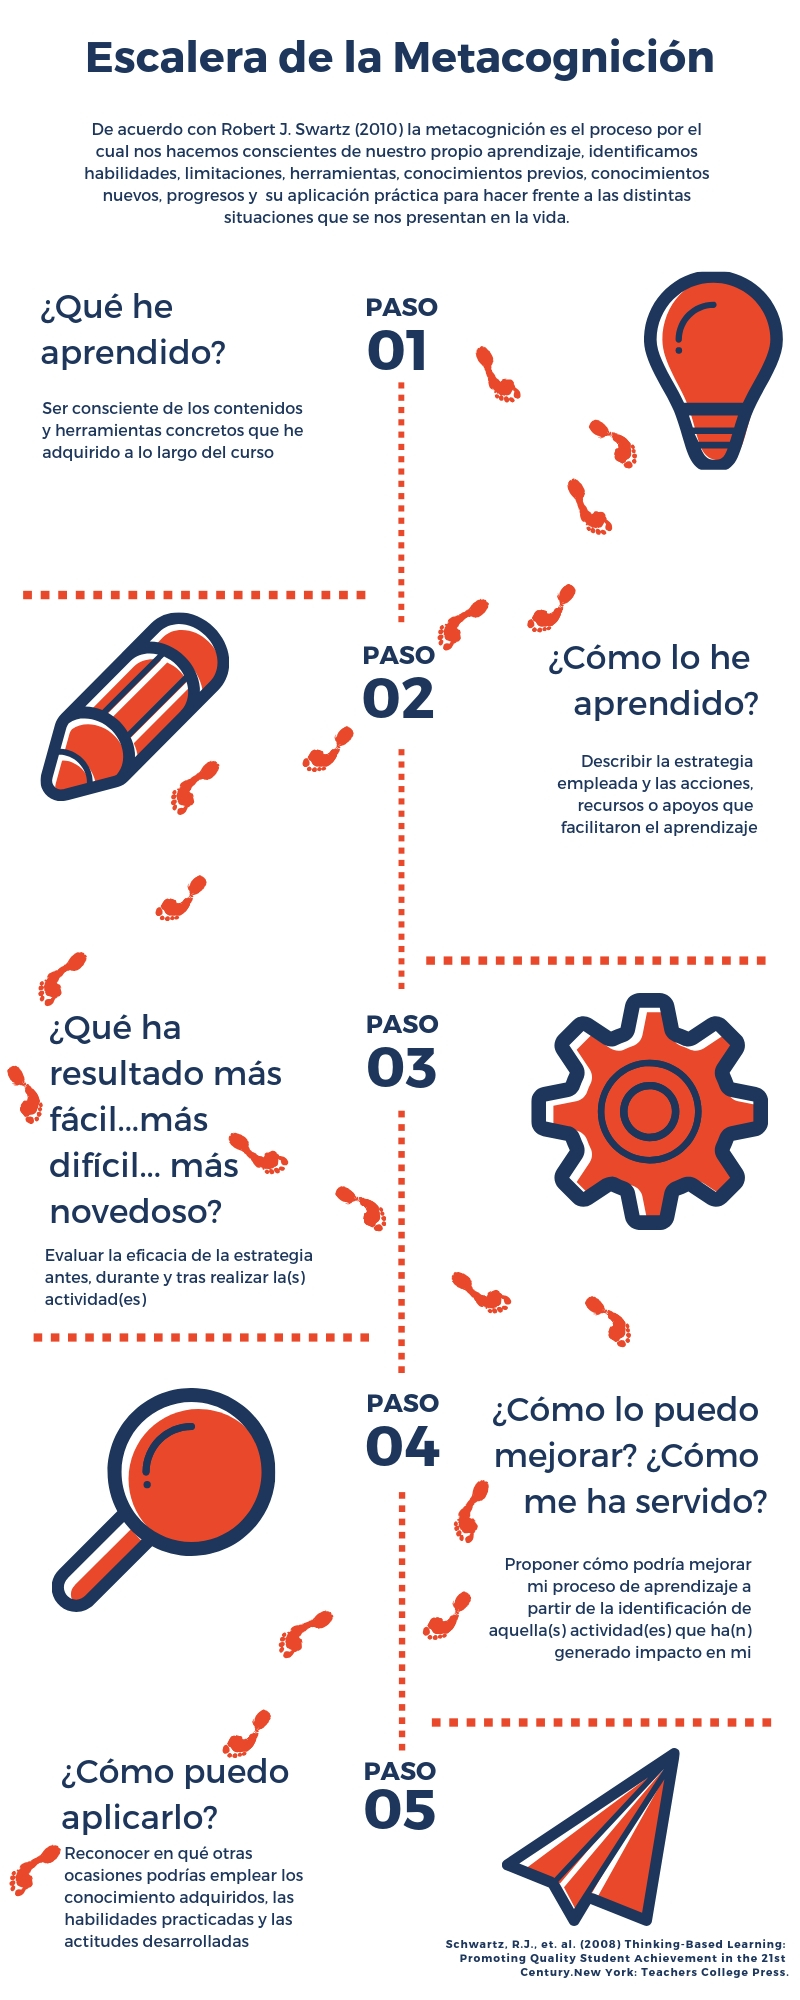 Escalera de la Metacognición
De acuerdo con Robert J. Swartz (2010) la metacognición es el proceso por el
cual nos hacemos conscientes de nuestro propio aprendizaje, identificamos
habilidades, limitaciones, herramientas, conocimientos previos, conocimientos
nuevos, progresos y su aplicación práctica para hacer frente a las distintas
situaciones que se nos presentan en la vida.
PASO
01
¿Qué he
aprendido?
Ser consciente de los contenidos
y herramientas concretos que he
adquirido a lo largo del curso
PASO
02
¿Cómo lo he
aprendido?
Describir la estrategia
empleada y las acciones,
recursos o apoyos que
facilitaron el aprendizaje
PASO
03
¿Qué ha
resultado más
fácil...más
difícil... más
novedoso?
Evaluar la eficacia de la estrategia
antes, durante y tras realizar la(s)
actividad(es)
PASO
04
¿Cómo lo puedo
mejorar? ¿Cómo
me ha servido?
Proponer cómo podría mejorar
mi proceso de aprendizaje a
partir de la identificación de
aquella(s) actividad(es) que ha(n)
generado impacto en mi
PASO
05
¿Cómo puedo
aplicarlo?
Reconocer en qué otras
ocasiones podrías emplear los
conocimiento adquiridos, las
habilidades practicadas y las
actitudes desarrolladas
Schwartz, R.J., et. al. (2008) Thinking-Based Learning:
Promoting Quality Student Achievement in the 21st
Century.New York: Teachers College Press.